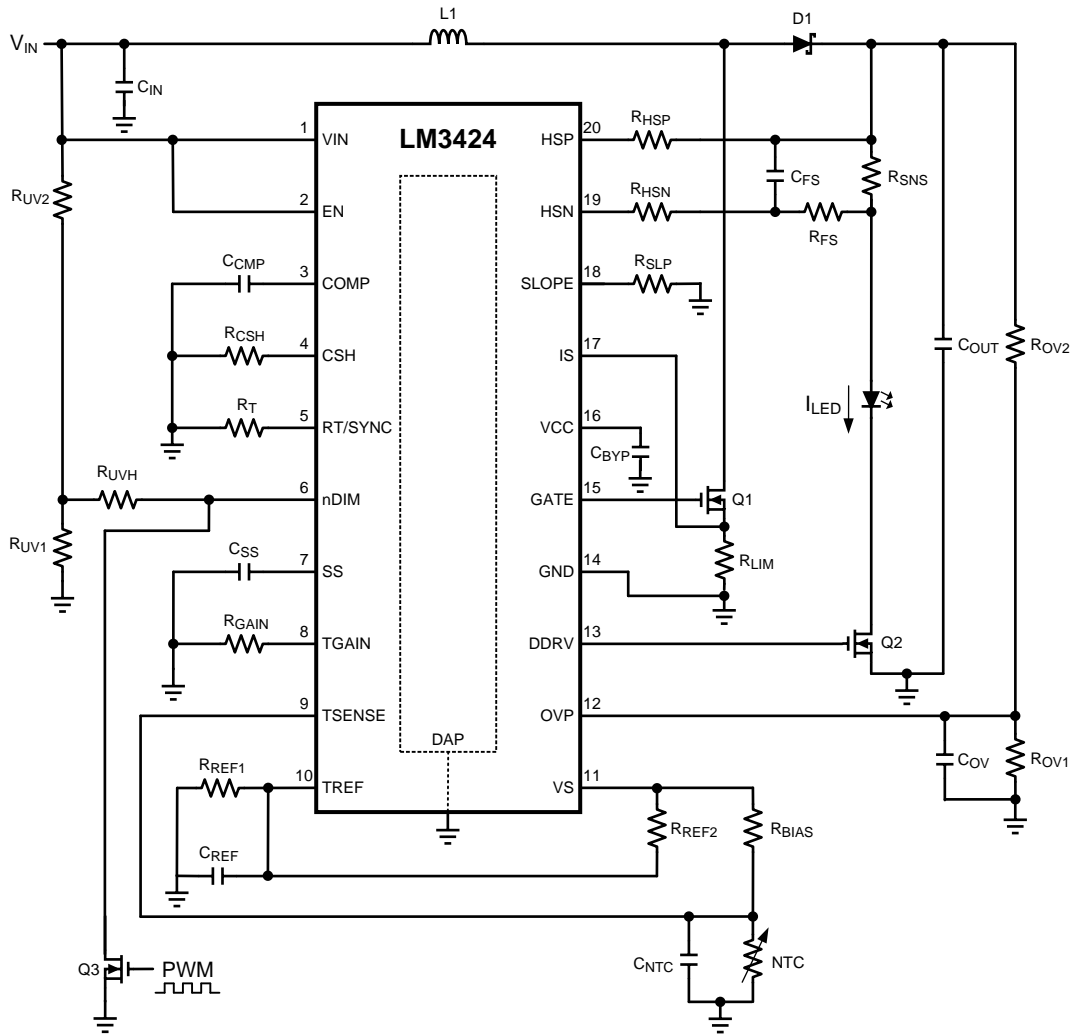 L1
D1
VIN
CIN
LM3424
1 VIN
HSP 20
RHSP
RUV2
CFS
RSNS
2 EN
HSN 19
RHSN
RFS
CCMP
3 COMP
SLOPE 18
RSLP
RCSH
4 CSH
IS 17
COUT
ROV2
RT
5 RT/SYNC
VCC 16
ILED
CBYP
RUVH
6 nDIM
GATE 15
Q1
RUV1
CSS
7 SS
GND 14
RLIM
RGAIN
8 TGAIN
DDRV 13
Q2
9 TSENSE
OVP 12
DAP
COV
ROV1
RREF1
10 TREF
VS 11
RREF2
RBIAS
CREF
Q3
PWM
CNTC
NTC